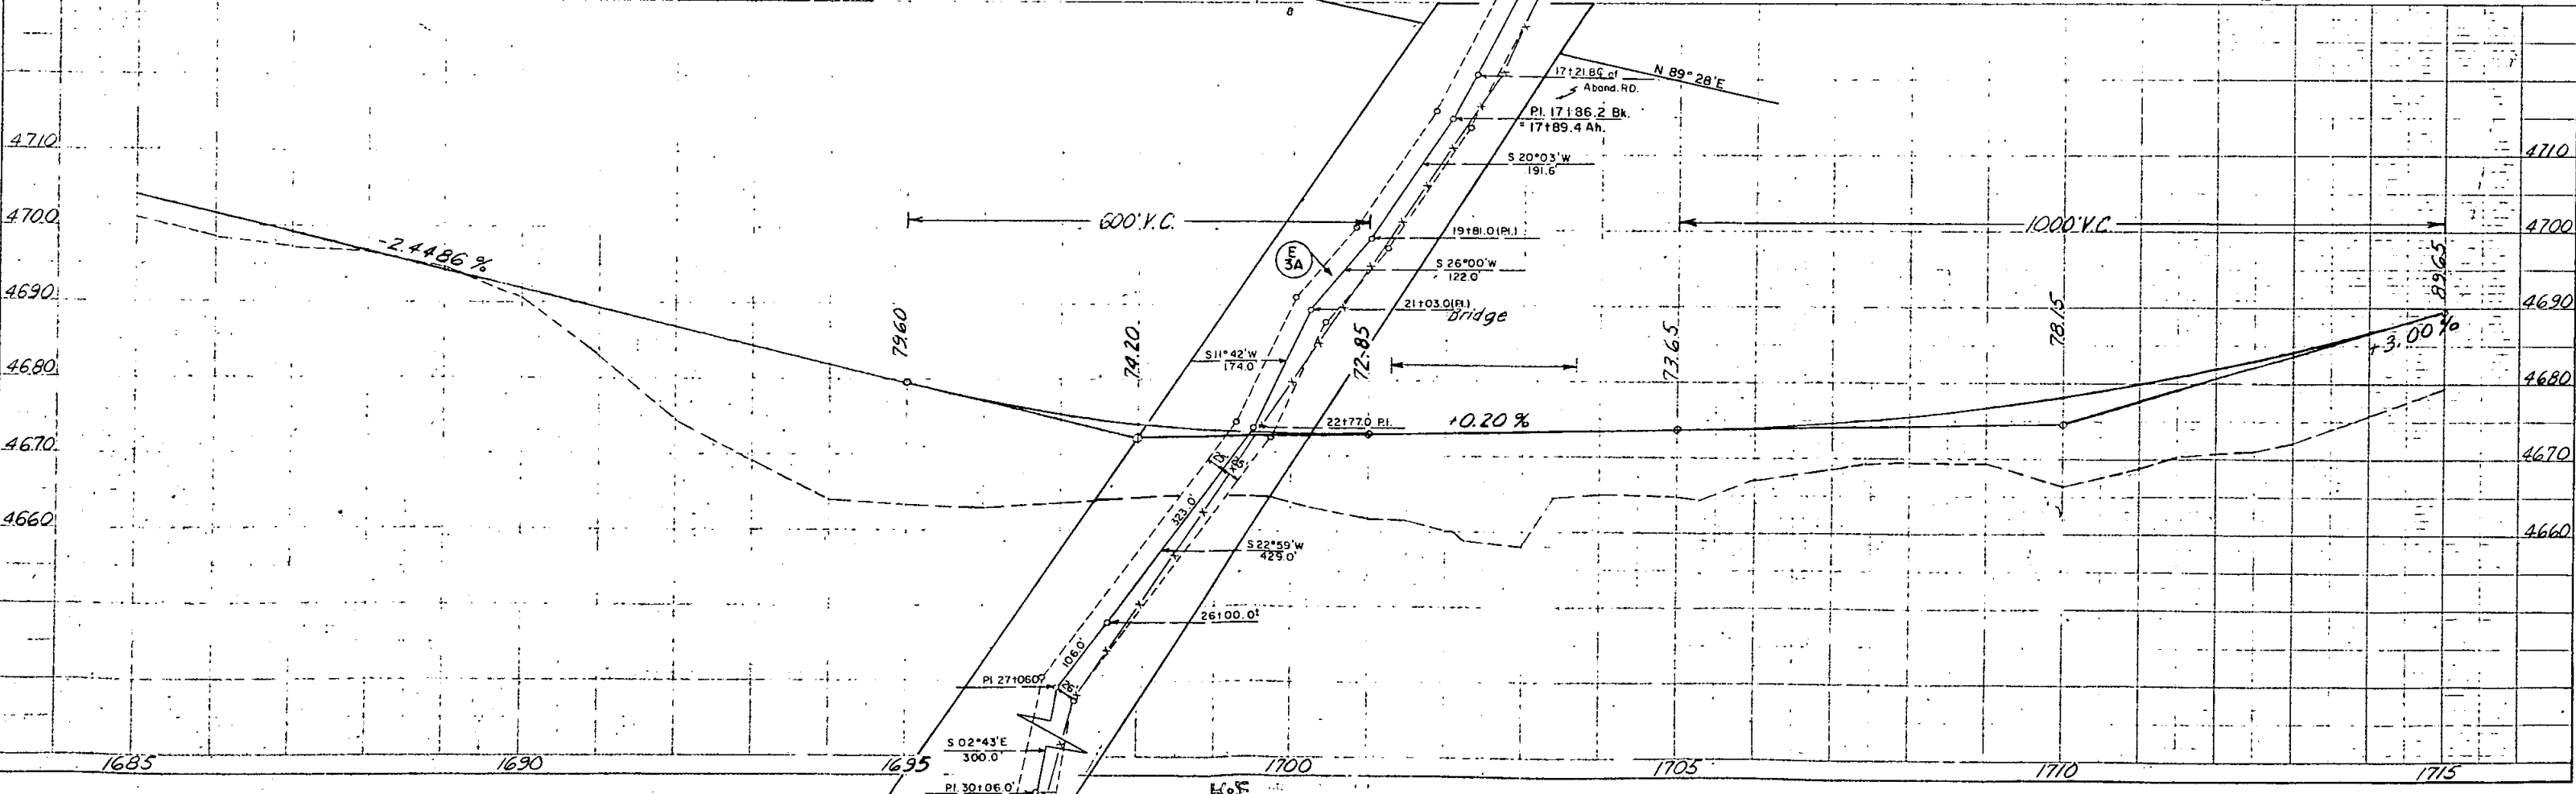 8
17+21.8 ℄ of
Aband. RD.
N 89°28'E
P.I. 17+86.2 Bk.
= 17+89.4 Ah.
S 20°03'W
191.6'
4710
4710
4700
4700
600' V.C.
1000' V.C.
19+81.0 (P.I.)
E
3A
S 26°00'W
122.0'
-2.4486 %
4690
4690
21+03.0 (P.I.)
Bridge
89.65
+3.00 %
79.60
74.20
S 11°42'W
174.0'
72.85
73.65
78.15
4680
4680
22+77.0 P.I.
+0.20 %
4670
4670
323.0'
S 22°59'W
429.0'
4660
4660
26+00.0±
106.0'
P.I. 27+06.0
26'
S 02°43'E
300.0'
1685
1690
1695
1700
1705
1710
1715
P.I. 30+06.0'